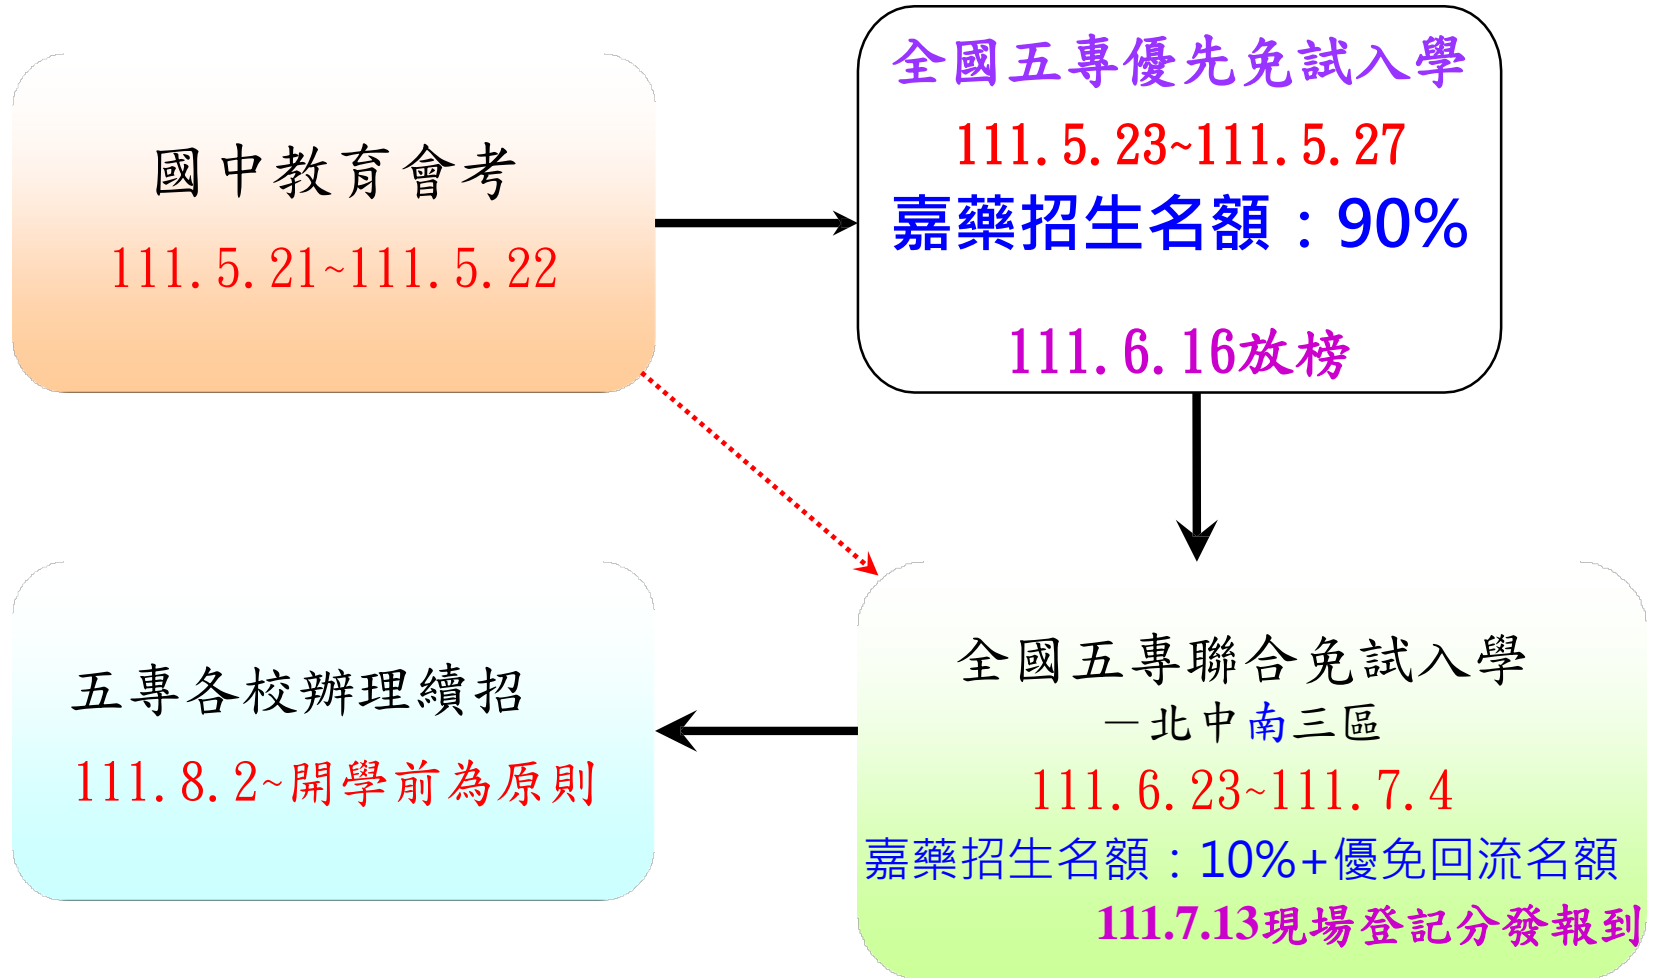 國中教育會考
111.5.21~111.5.22
全國五專優先免試入學
111.5.23~111.5.27
嘉藥招生名額：90%
111.6.16放榜
五專各校辦理續招
111.8.2~開學前為原則
全國五專聯合免試入學
－北中南三區
111.6.23~111.7.4
嘉藥招生名額：10%+優免回流名額
111.7.13現場登記分發報到